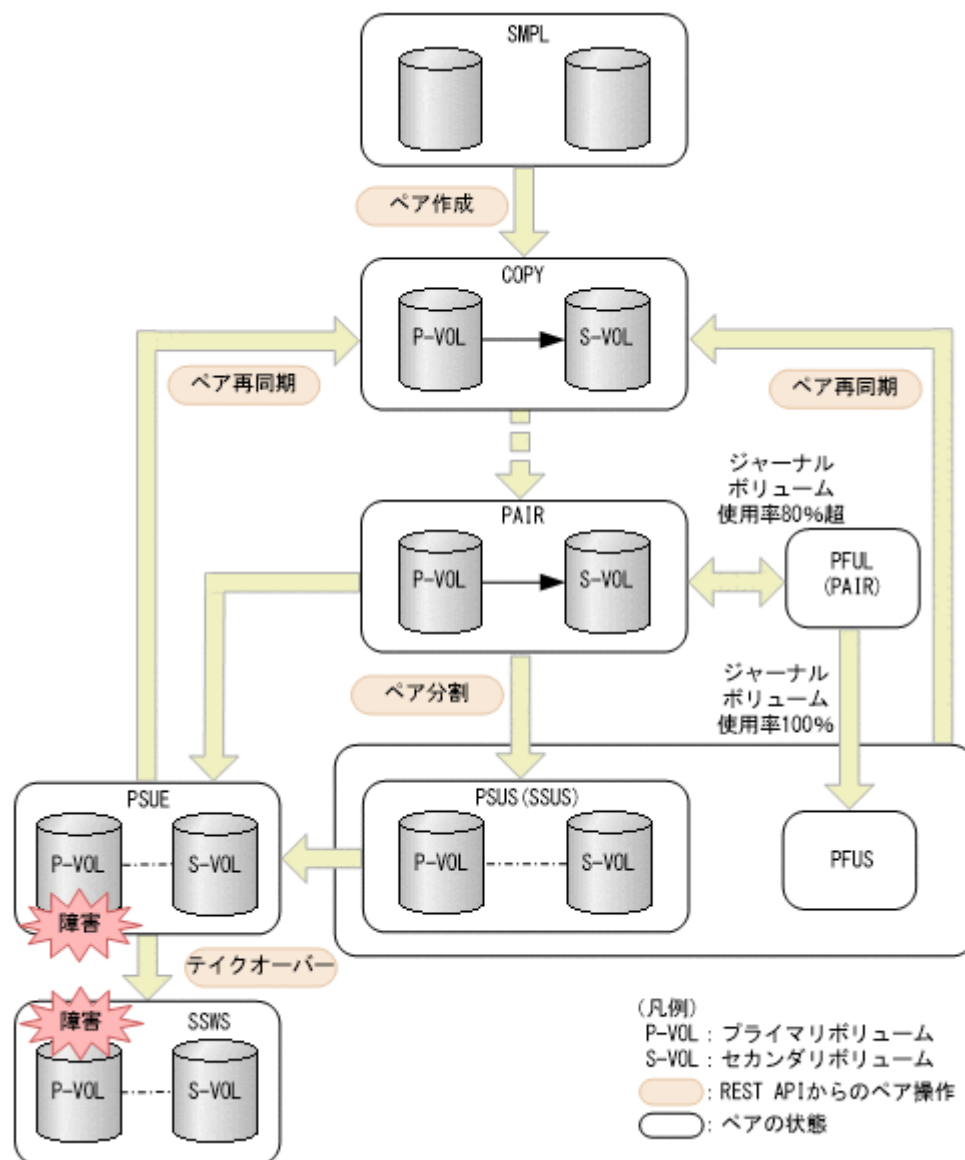 SMPL
ペア作成
COPY
P-VOL
S-VOL
ペア再同期
ペア再同期
ジャーナル
ボリューム
使用率80％超
PAIR
P-VOL
S-VOL
PFUL
(PAIR)
ペア分割
ジャーナル
ボリューム
使用率100％
PSUE
P-VOL
S-VOL
障害
PSUS(SSUS)
P-VOL
S-VOL
PFUS
テイクオーバー
障害
SSWS
P-VOL
S-VOL
(凡例)
P-VOL：プライマリボリューム
S-VOL：セカンダリボリューム
：REST APIからのペア操作
：ペアの状態